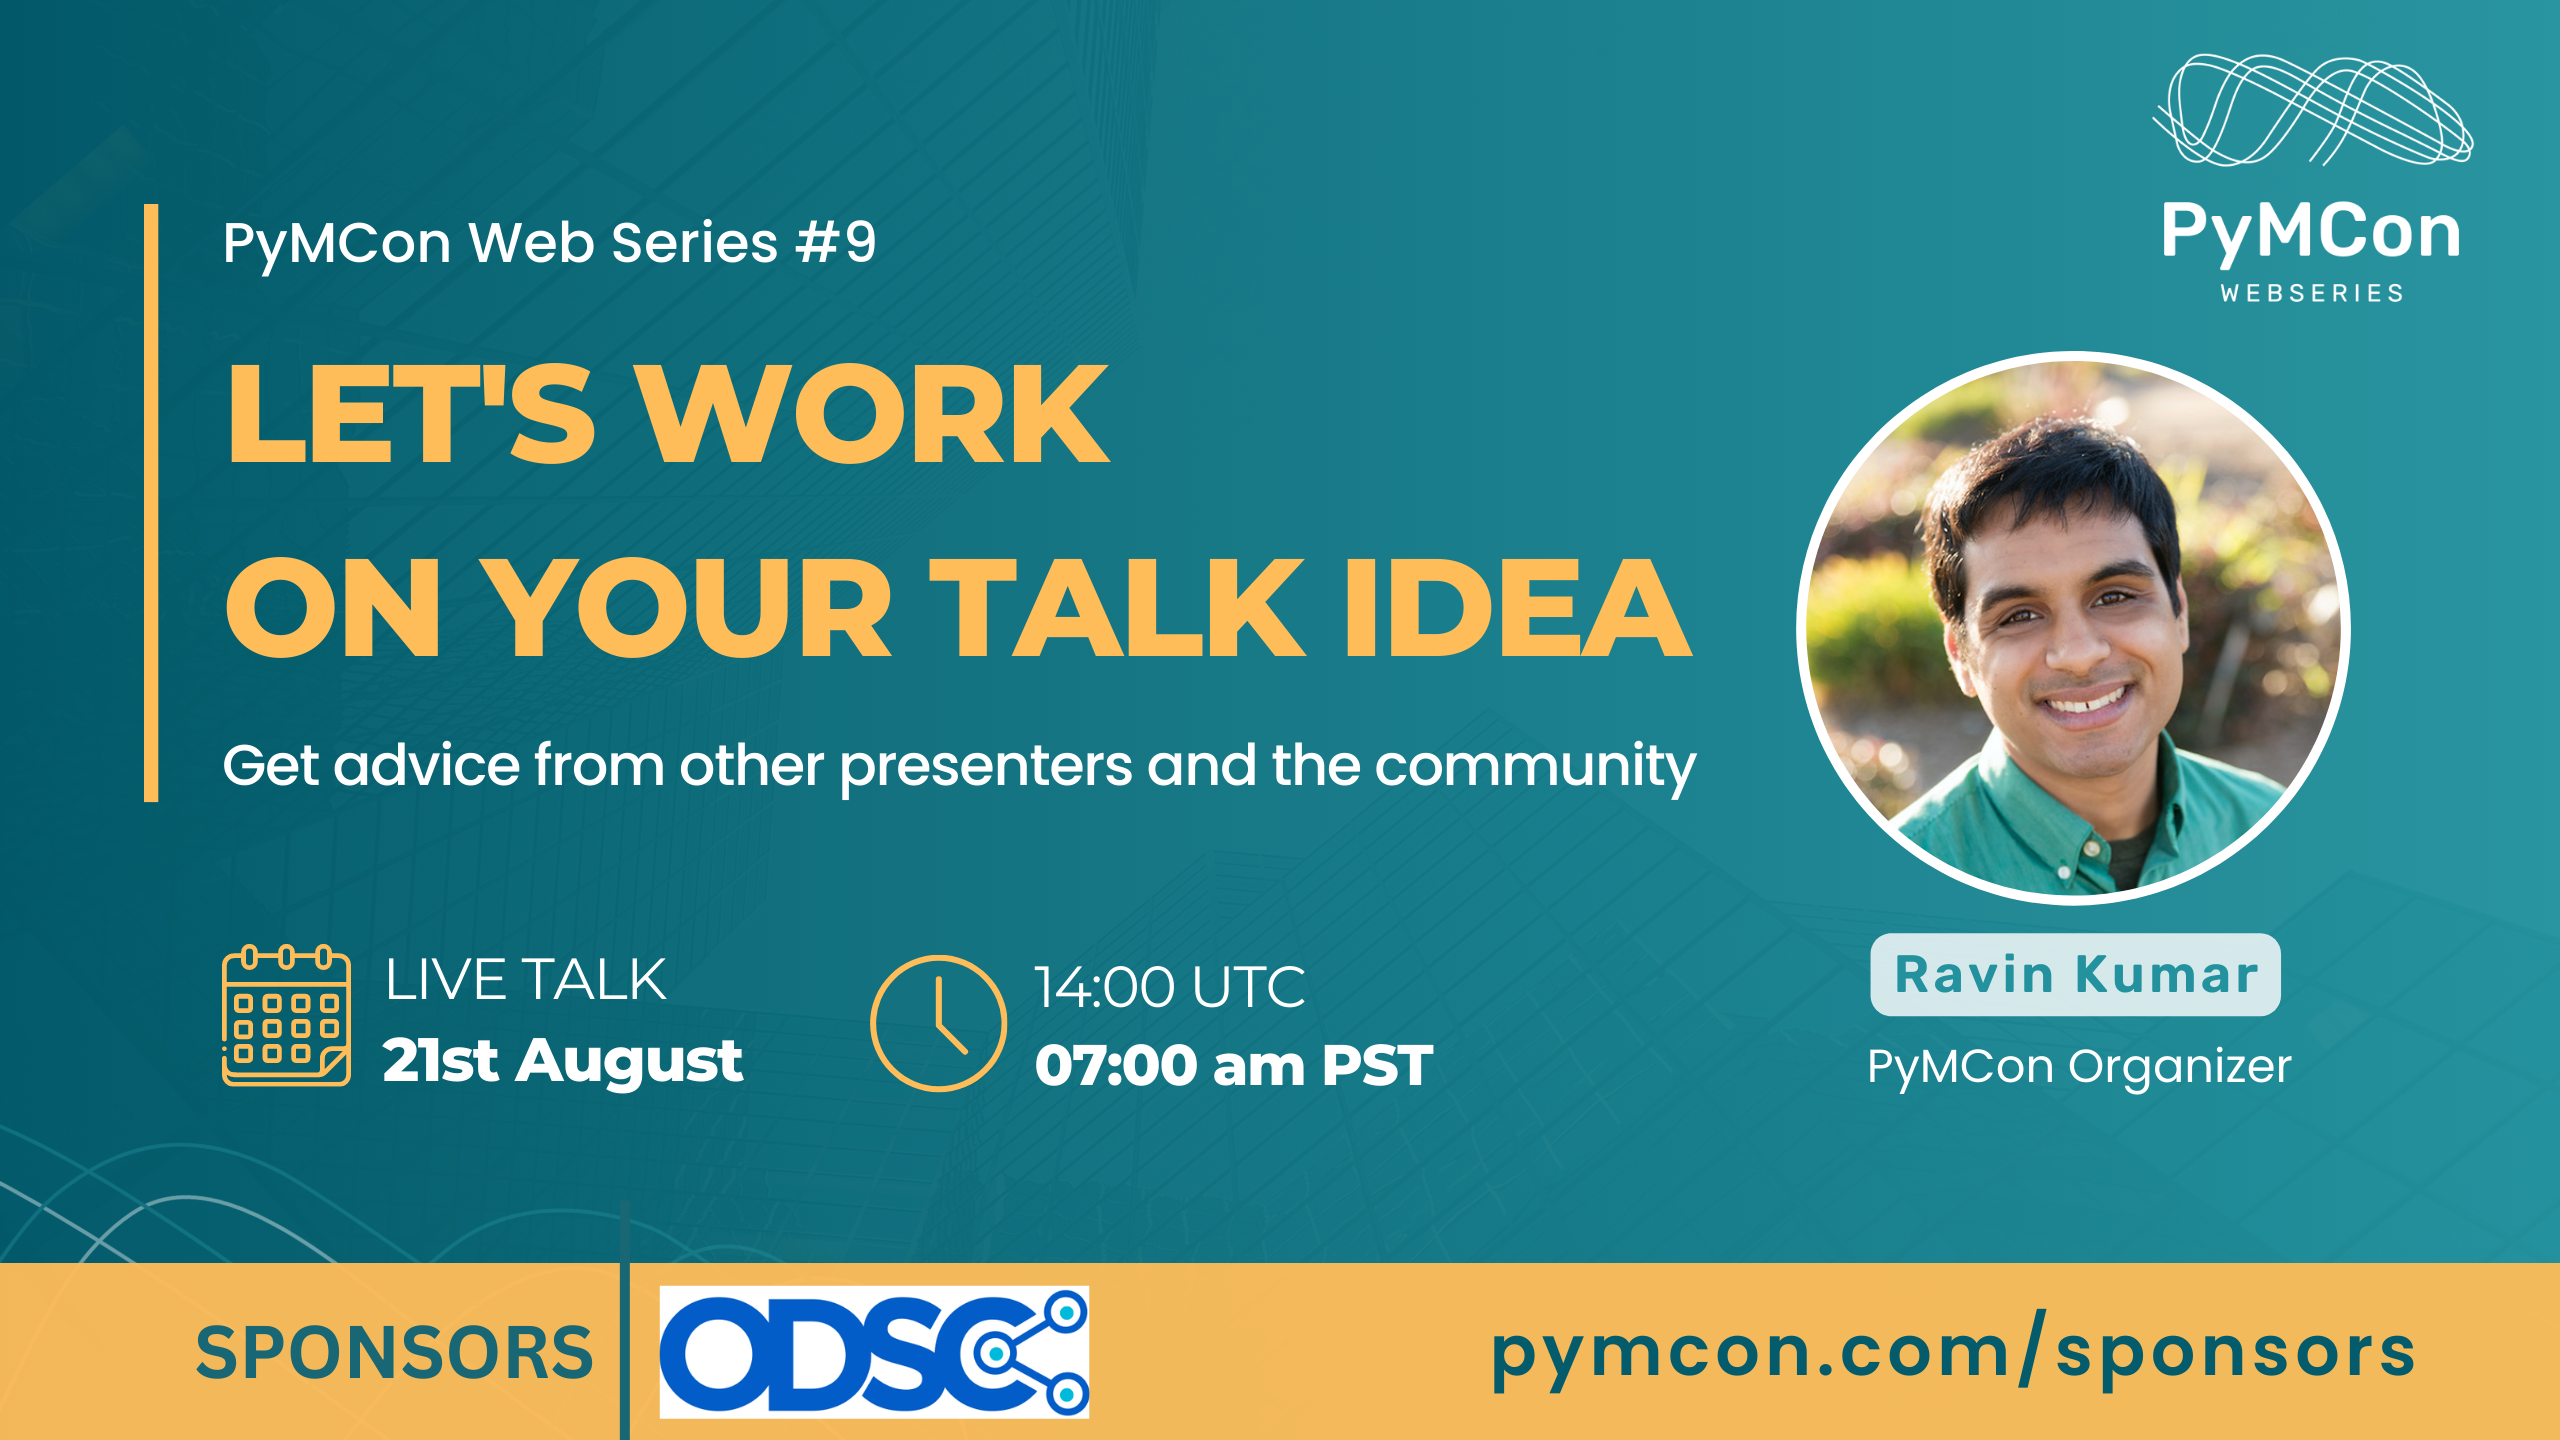 PyMCon
WEBSERIES
PyMCon Web Series #9
LET'S WORK
ON YOUR TALK IDEA
Get advice from other presenters and the community
LIVE TALK
21st August
14:00 UTC
07:00 am PST
Ravin Kumar
PyMCon Organizer
SPONSORS
ODSC
pymcon.com/sponsors